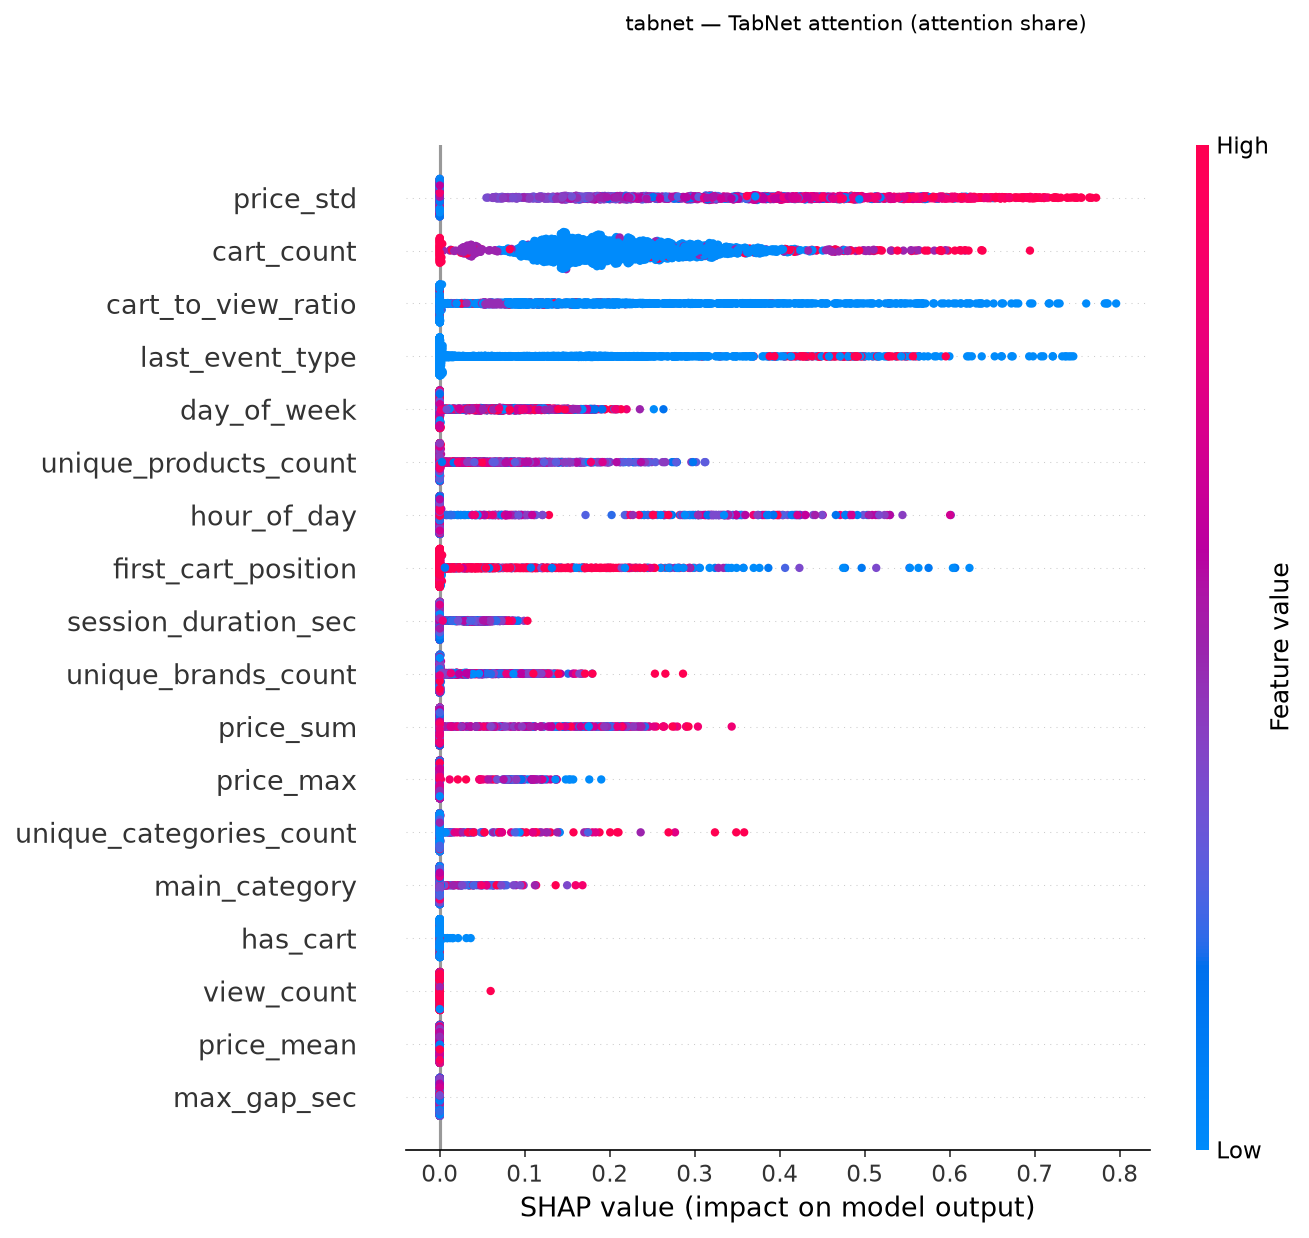 tabnet — TabNet attention (attention share)
High
price_std
cart_count
cart_to_view_ratio
last_event_type
day_of_week
unique_products_count
hour_of_day
first_cart_position
session_duration_sec
unique_brands_count
price_sum
price_max
unique_categories_count
main_category
has_cart
view_count
price_mean
max_gap_sec
Feature value
Low
0.0 0.1 0.2 0.3 0.4 0.5 0.6 0.7 0.8
SHAP value (impact on model output)